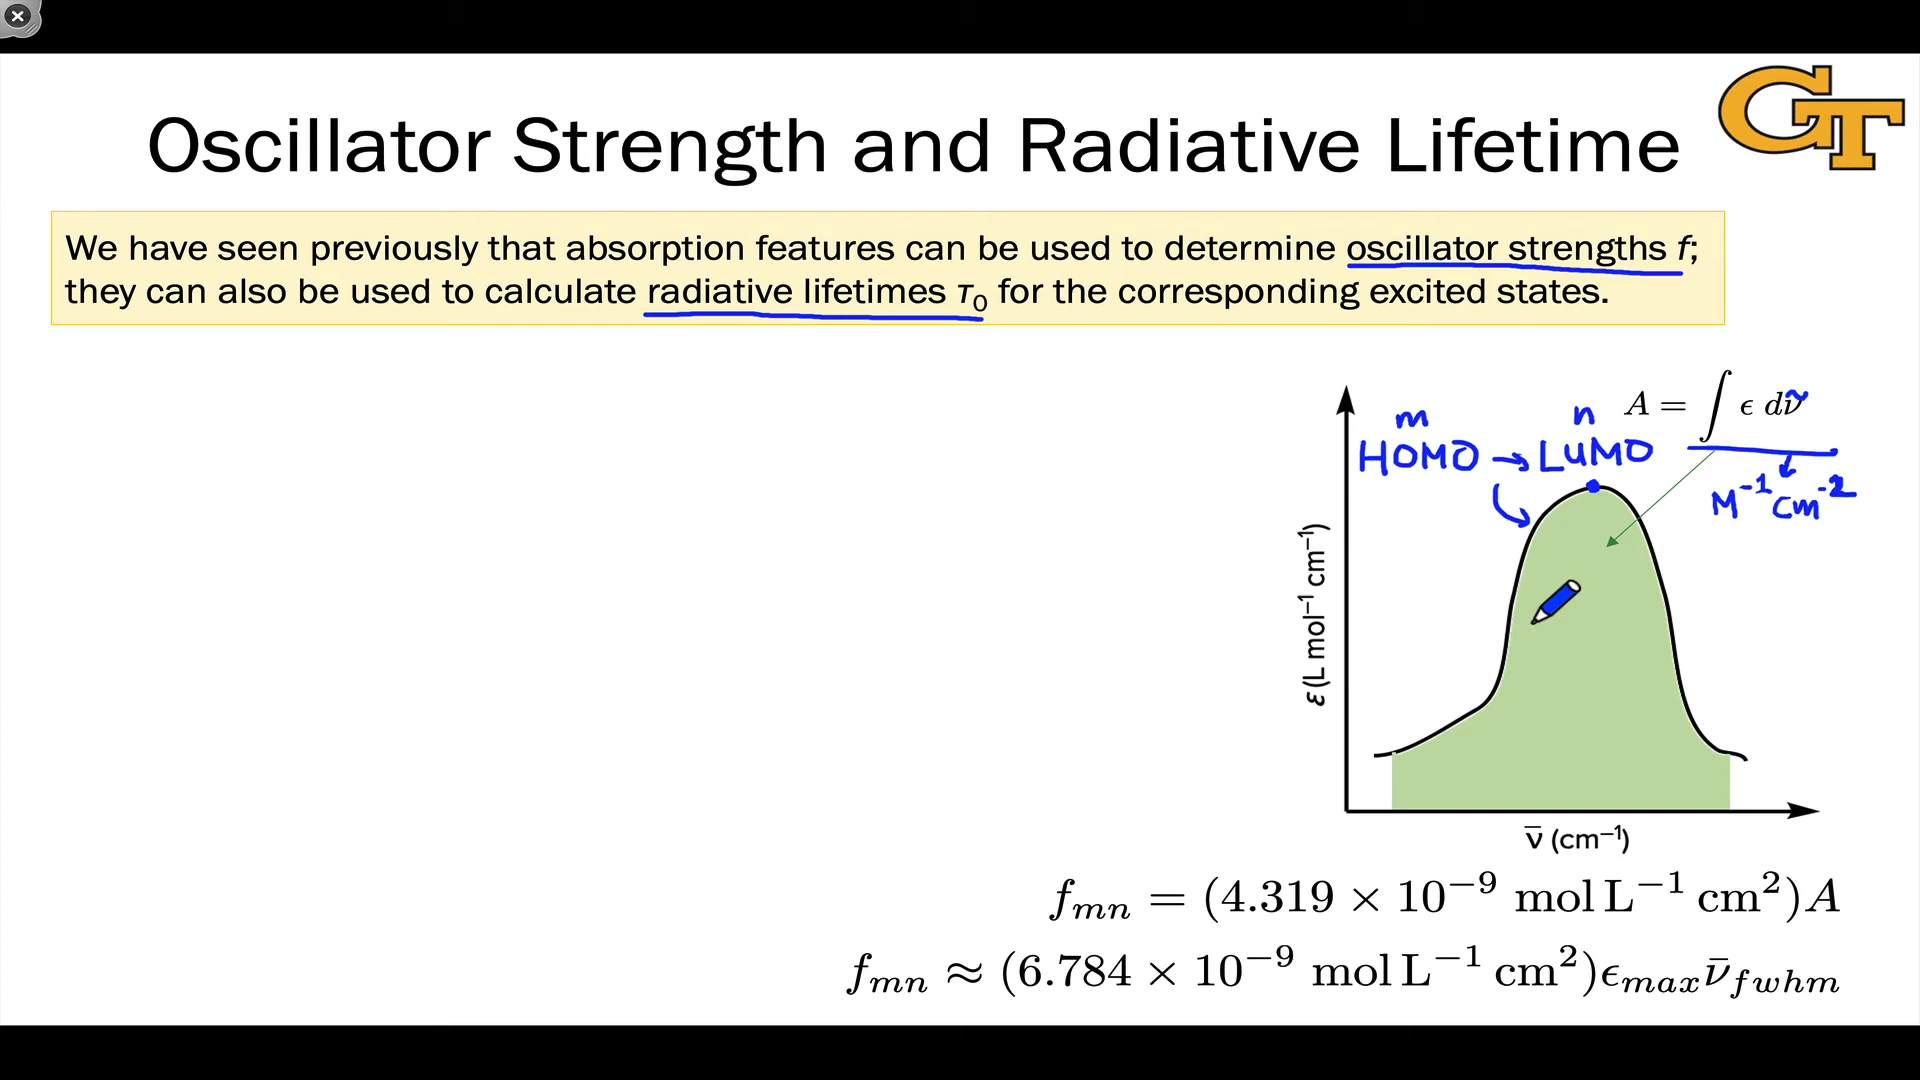 Oscillator Strength and Radiative Lifetime
GT
We have seen previously that absorption features can be used to determine oscillator strengths f;
they can also be used to calculate radiative lifetimes τ₀ for the corresponding excited states.
A = ∫ ϵ dν̃
m n
HOMO → LUMO
M⁻¹ cm⁻²
ε (L mol⁻¹ cm⁻¹)
ν̄ (cm⁻¹)
fₘₙ = (4.319 × 10⁻⁹ mol L⁻¹ cm²)A
fₘₙ ≈ (6.784 × 10⁻⁹ mol L⁻¹ cm²)ϵ_max ν̄_fwhm